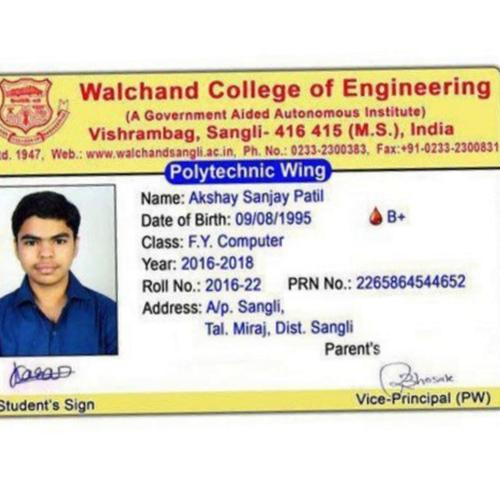 Walchand College of Engineering
(A Government Aided Autonomous Institute)
Vishrambag, Sangli- 416 415 (M.S.), India
td. 1947, Web.: www.walchandsangli.ac.in, Ph. No.: 0233-2300383, Fax:+91-0233-2300831
Polytechnic Wing
Name: Akshay Sanjay Patil
Date of Birth: 09/08/1995 B+
Class: F.Y. Computer
Year: 2016-2018
Roll No.: 2016-22 PRN No.: 2265864544652
Address: A/p. Sangli,
Tal. Miraj, Dist. Sangli
Parent's
Student's Sign Vice-Principal (PW)